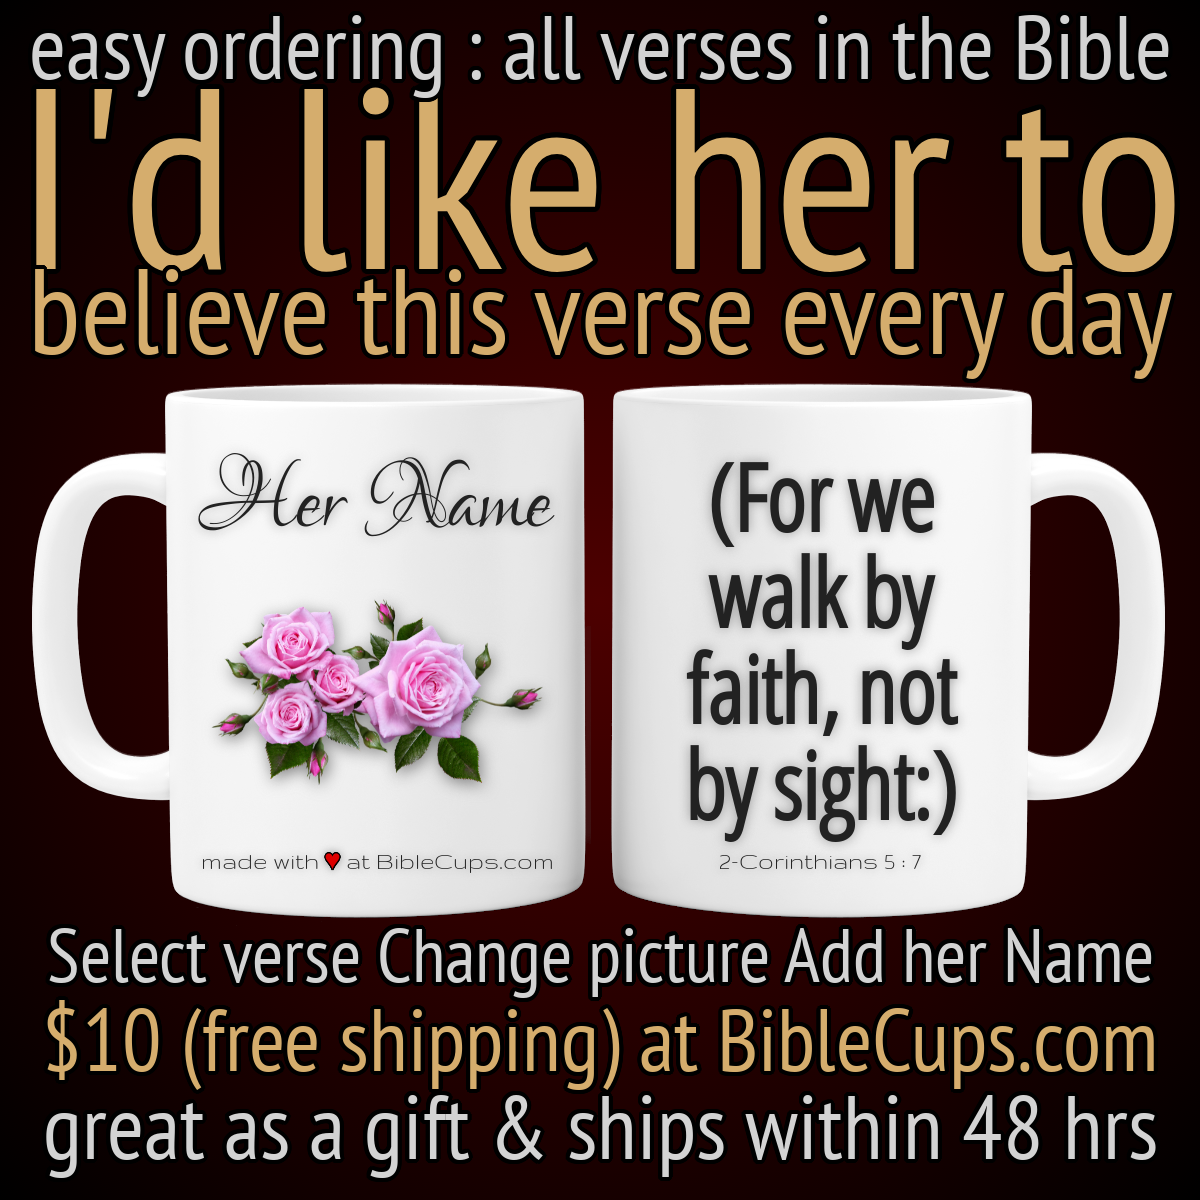 easy ordering : all verses in the Bible
I'd like her to
believe this verse every day
Her Name
made with ♥ at BibleCups.com
(For we
walk by
faith, not
by sight:)
2-Corinthians 5 : 7
Select verse Change picture Add her Name
$10 (free shipping) at BibleCups.com
great as a gift & ships within 48 hrs